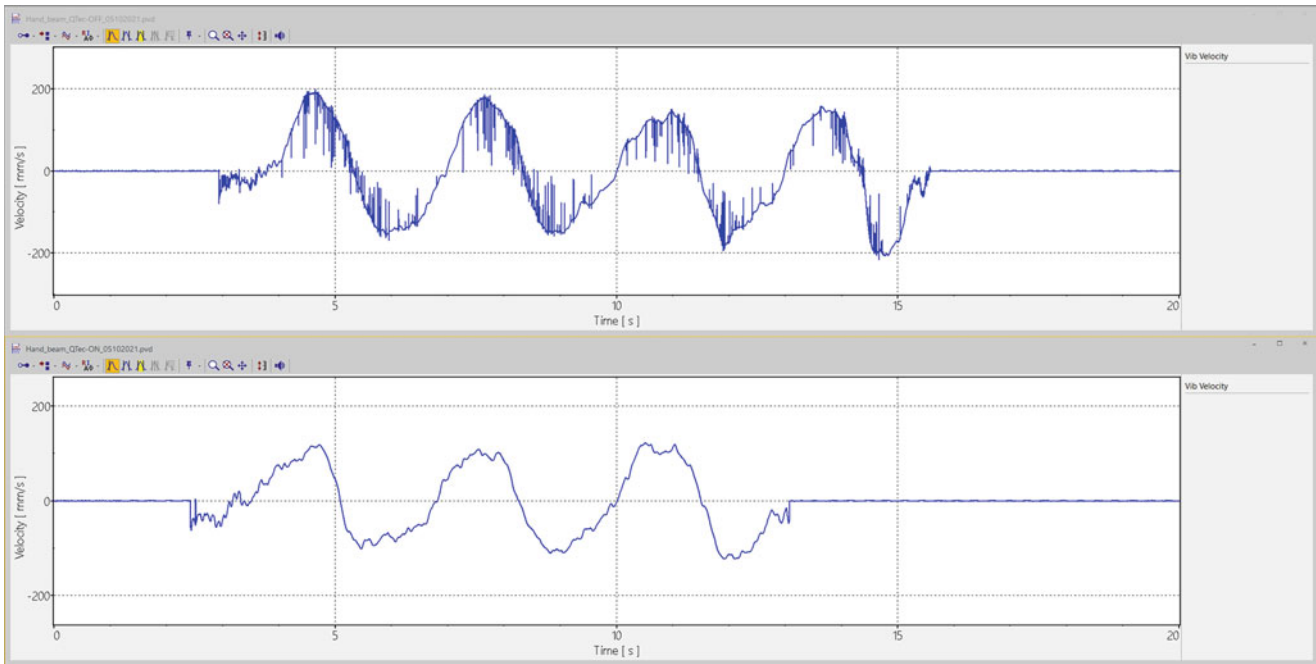 Hand_beam_QTec-OFF_05102021.pvd
Vib Velocity
200
0
-200
Velocity [ mm/s ]
0 5 10 15 20
Time [ s ]
Hand_beam_QTec-ON_05102021.pvd
Vib Velocity
200
0
-200
Velocity [ mm/s ]
0 5 10 15 20
Time [ s ]